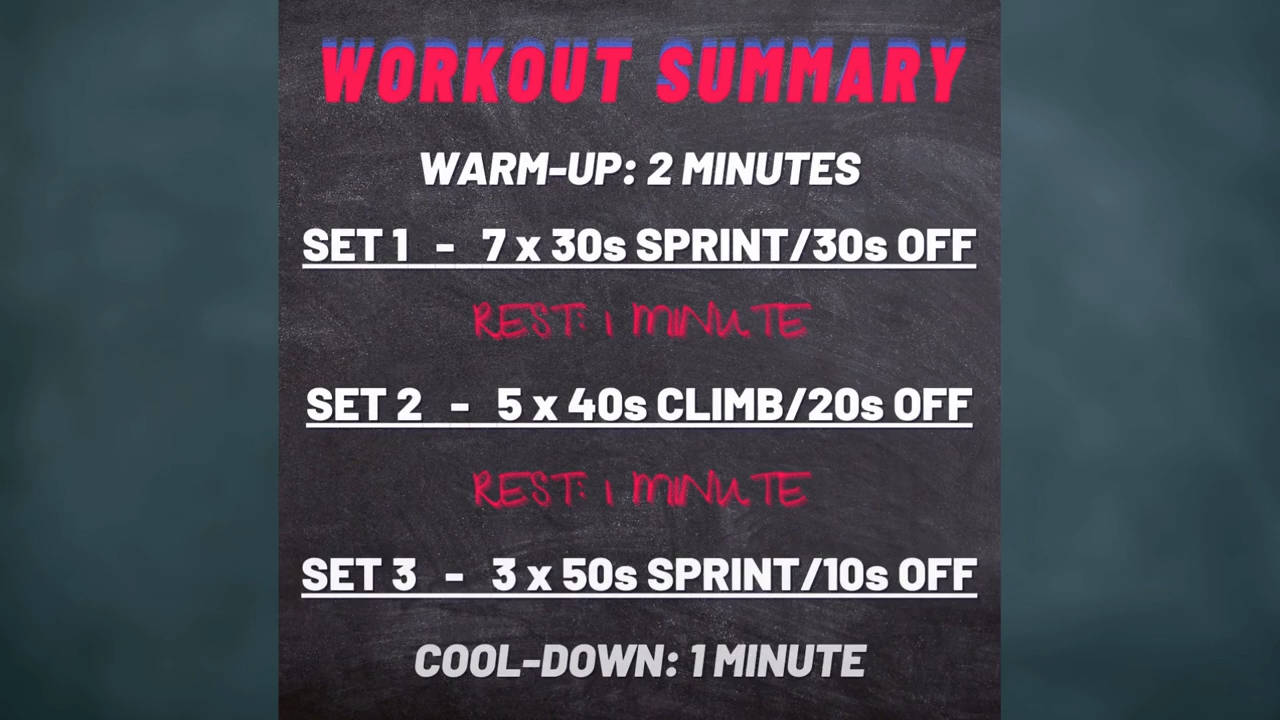 WORKOUT SUMMARY
WARM-UP: 2 MINUTES
SET 1 - 7 x 30s SPRINT/30s OFF
REST: 1 MINUTE
SET 2 - 5 x 40s CLIMB/20s OFF
REST: 1 MINUTE
SET 3 - 3 x 50s SPRINT/10s OFF
COOL-DOWN: 1 MINUTE